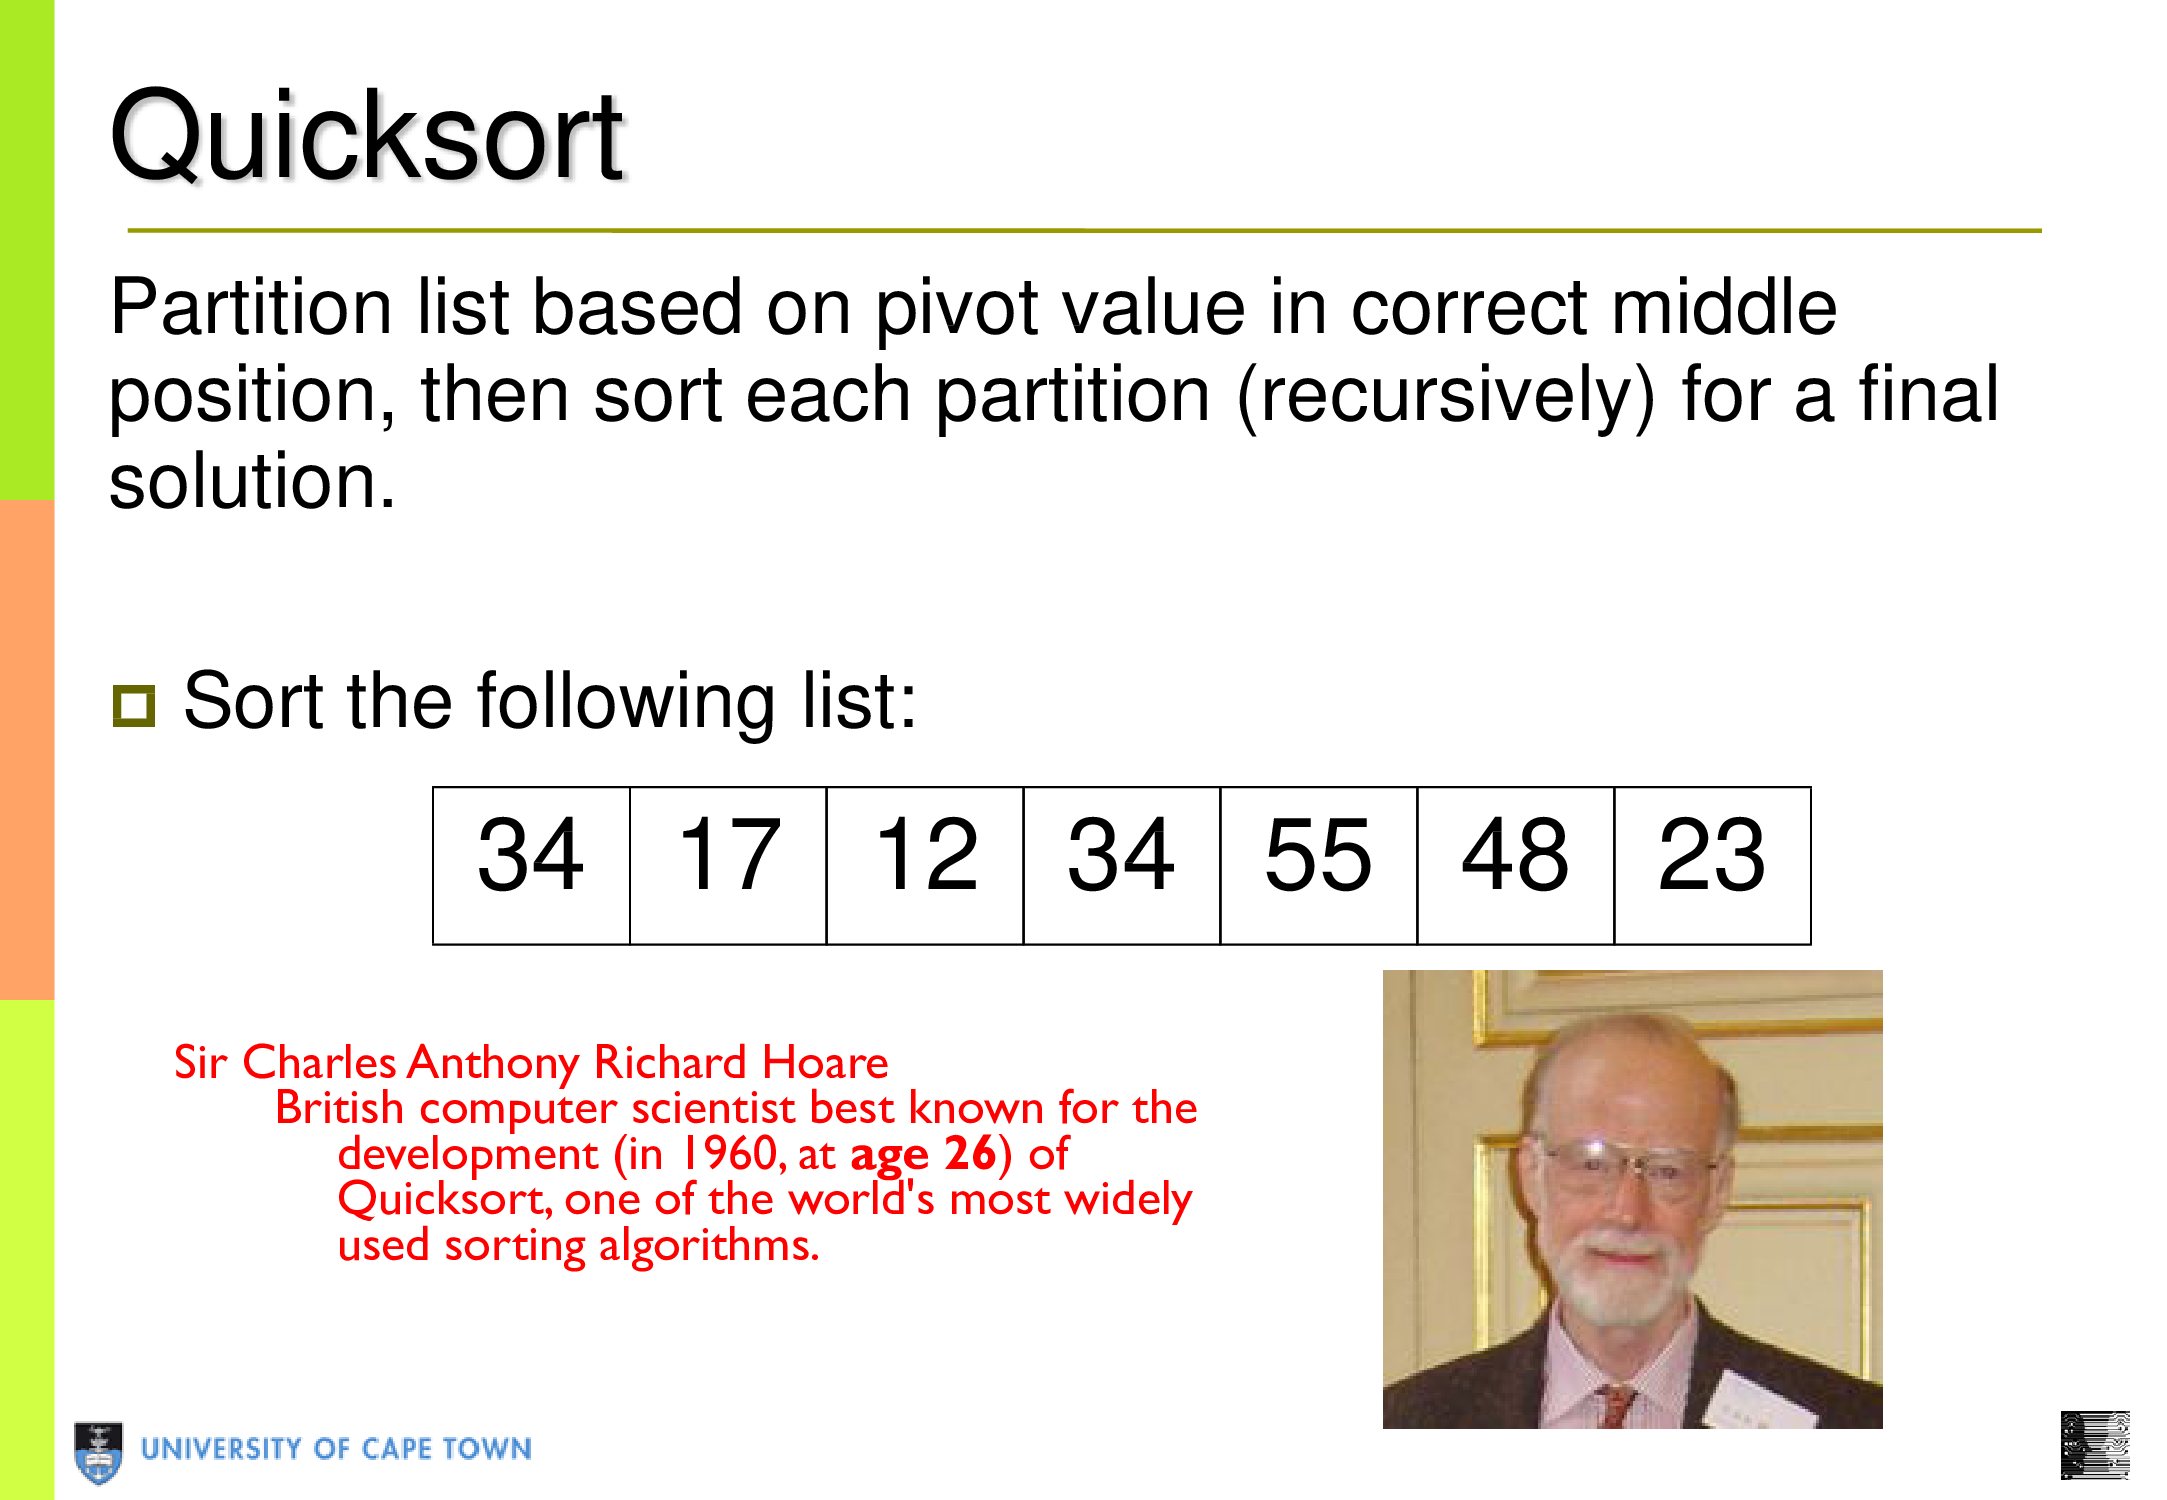 Quicksort
Partition list based on pivot value in correct middle
position, then sort each partition (recursively) for a final
solution.
Sort the following list:
34 17 12 34 55 48 23
Sir Charles Anthony Richard Hoare
British computer scientist best known for the
development (in 1960, at age 26) of
Quicksort, one of the world's most widely
used sorting algorithms.
UNIVERSITY OF CAPE TOWN